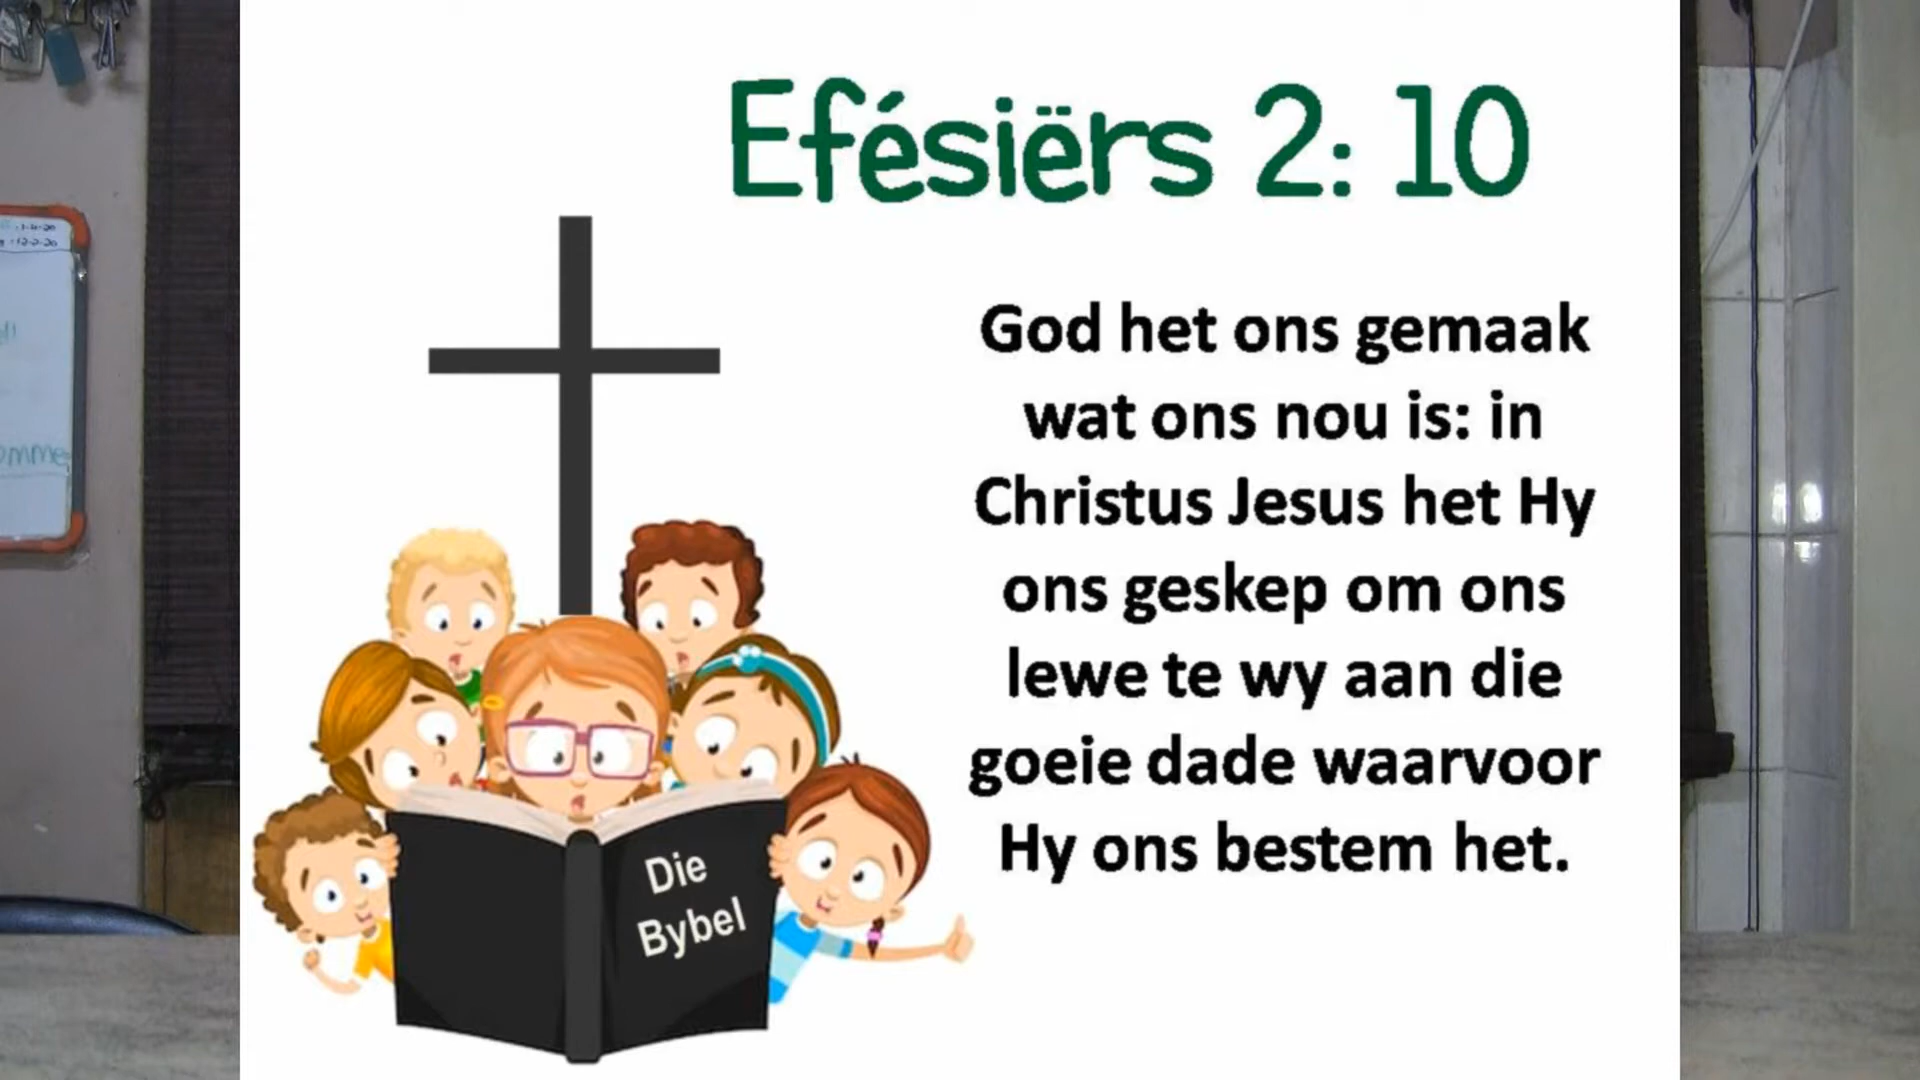 Efésiërs 2: 10
God het ons gemaak
wat ons nou is: in
Christus Jesus het Hy
ons geskep om ons
lewe te wy aan die
goeie dade waarvoor
Hy ons bestem het.
Die
Bybel
omme